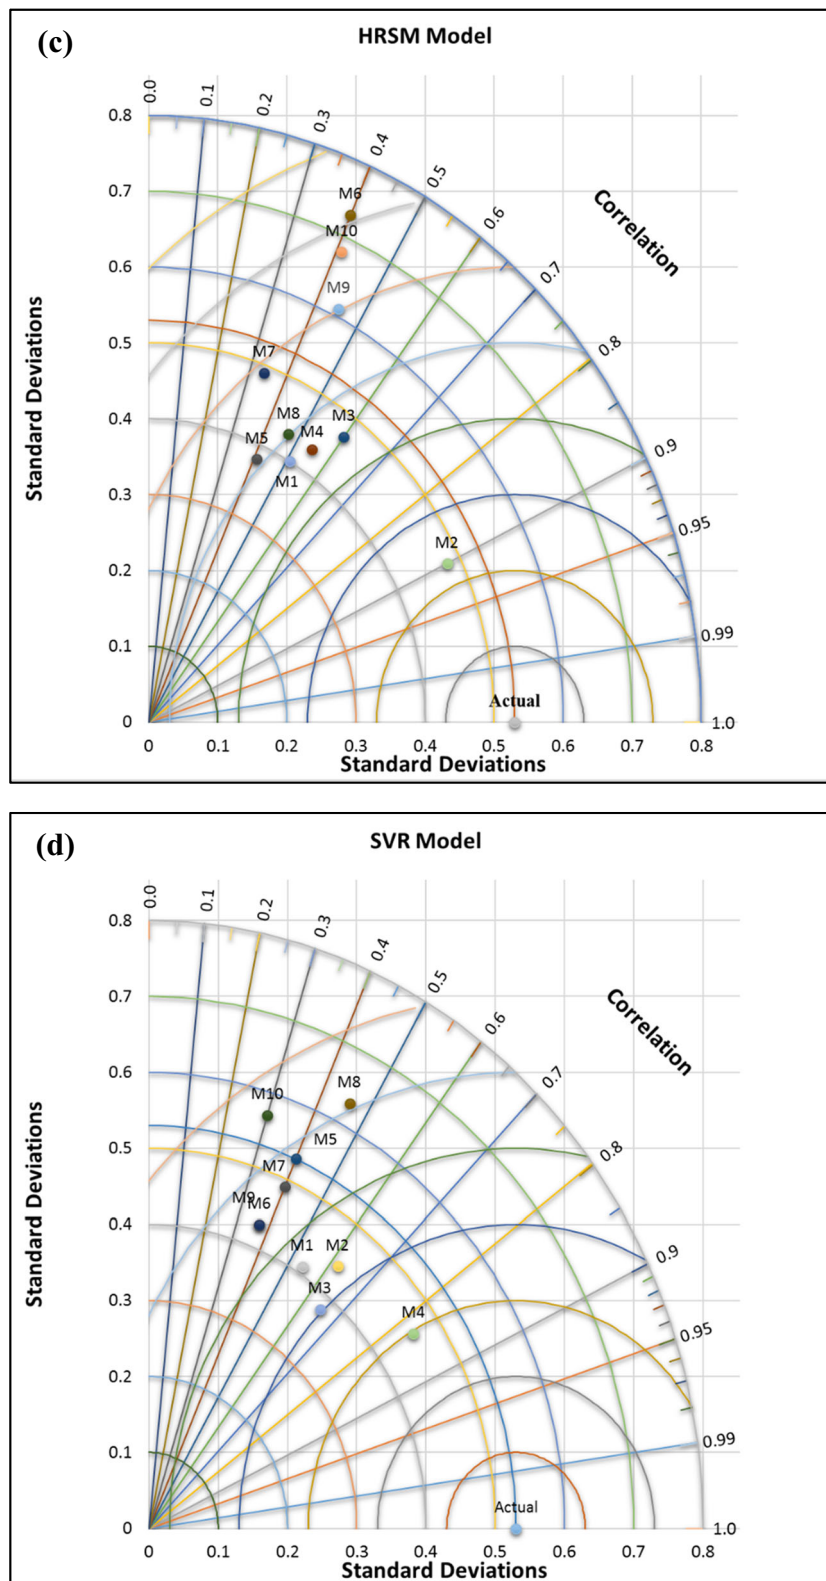 (c)
HRSM Model
0.0
0.1
0.2
0.3
0.4
0.5
0.6
0.7
0.8
0.9
0.95
0.99
1.0
Correlation
Standard Deviations
0.8
0.7
0.6
0.5
0.4
0.3
0.2
0.1
0
M6
M10
M9
M7
M8
M3
M4
M5
M1
M2
Actual
0
0.1
0.2
0.3
0.4
0.5
0.6
0.7
0.8
Standard Deviations
(d)
SVR Model
0.0
0.1
0.2
0.3
0.4
0.5
0.6
0.7
0.8
0.9
0.95
0.99
1.0
Correlation
Standard Deviations
0.8
0.7
0.6
0.5
0.4
0.3
0.2
0.1
0
M8
M10
M5
M7
M9
M6
M1
M2
M3
M4
Actual
0
0.1
0.2
0.3
0.4
0.5
0.6
0.7
0.8
Standard Deviations